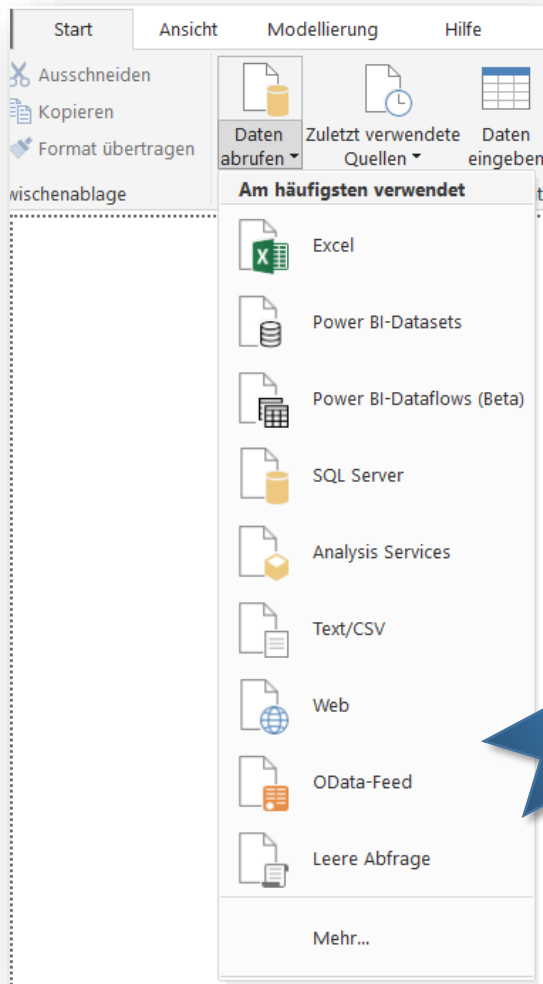 Start Ansicht Modellierung Hilfe
Ausschneiden
Kopieren
Format übertragen
Daten abrufen
Zuletzt verwendete Quellen
Daten eingeben
Am häufigsten verwendet
Excel
Power BI-Datasets
Power BI-Dataflows (Beta)
SQL Server
Analysis Services
Text/CSV
Web
OData-Feed
Leere Abfrage
Mehr...